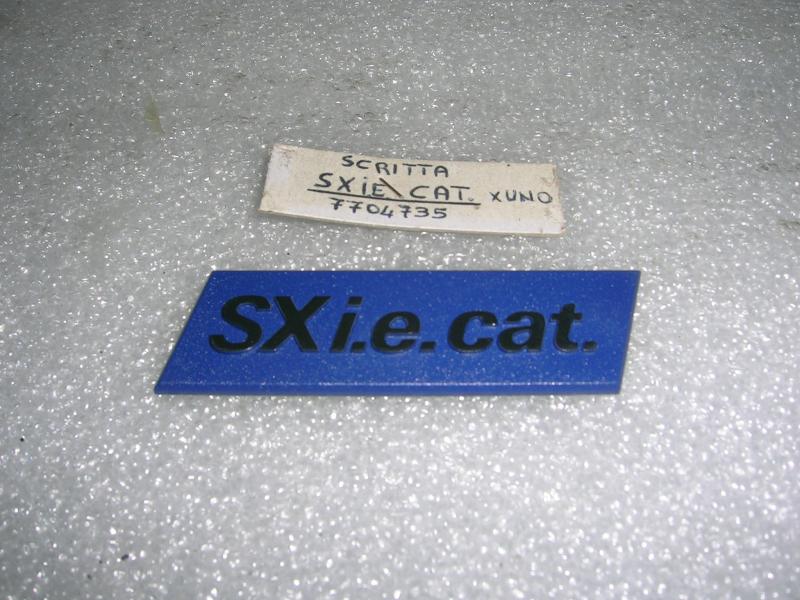 SCRITTA
SXiE CAT. XUNO
7704735
SXi.e.cat.